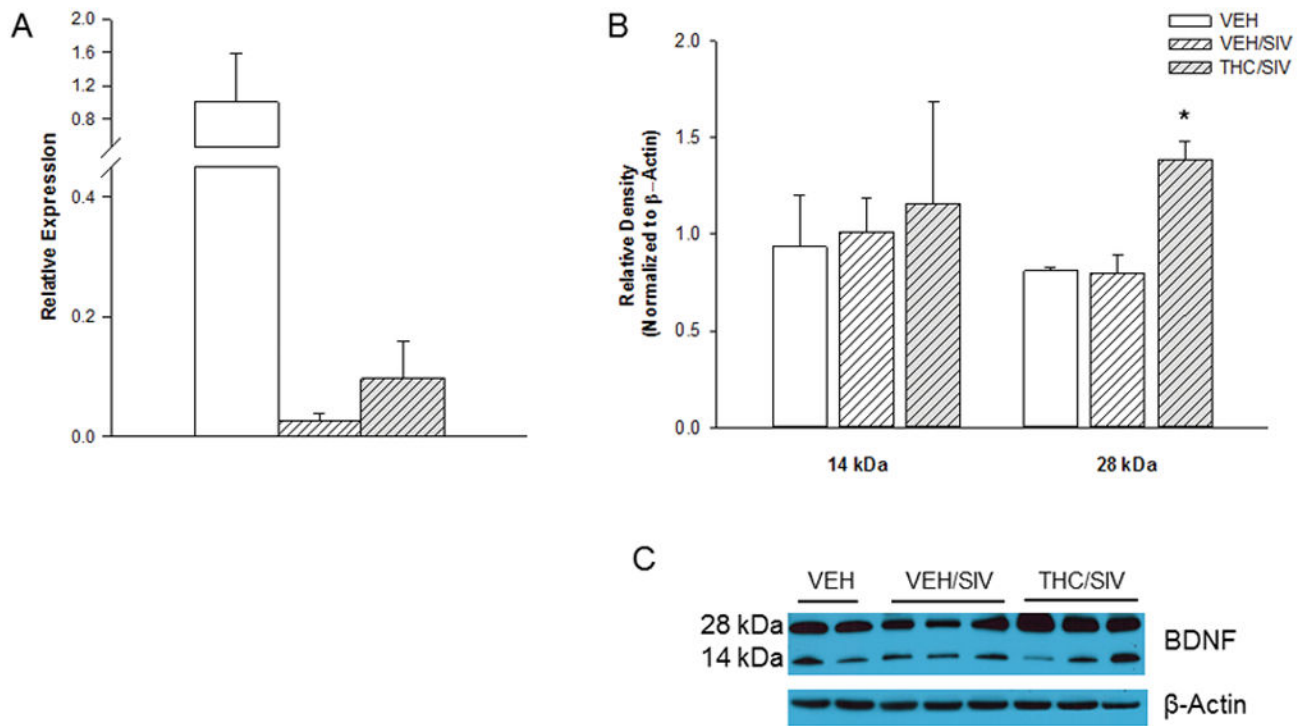 A
2.0
1.6
1.2
0.8
0.4
0.2
0.0
Relative Expression
B
VEH
VEH/SIV
THC/SIV
2.0
1.5
1.0
0.5
0.0
Relative Density
(Normalized to β-Actin)
*
14 kDa 28 kDa
C
VEH VEH/SIV THC/SIV
28 kDa
14 kDa
BDNF
β-Actin